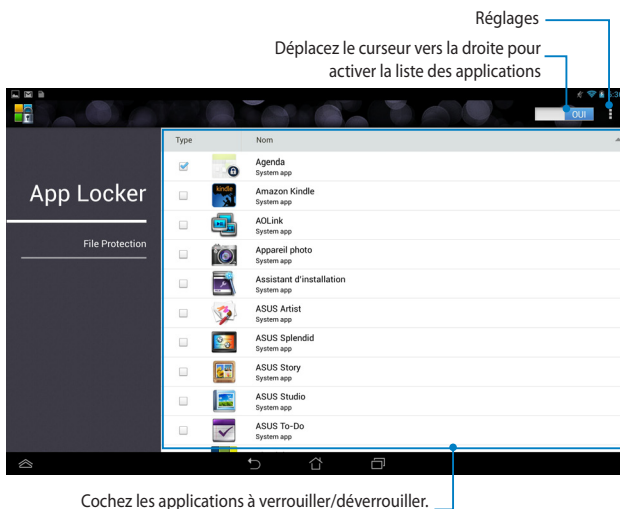 Réglages
Déplacez le curseur vers la droite pour
activer la liste des applications
OUI
Type Nom
App Locker
File Protection
Agenda
System app
kindle
Amazon Kindle
System app
AOLink
System app
Appareil photo
System app
Assistant d'installation
System app
ASUS Artist
System app
ASUS Splendid
System app
ASUS Story
System app
ASUS Studio
System app
ASUS To-Do
System app
Cochez les applications à verrouiller/déverrouiller.